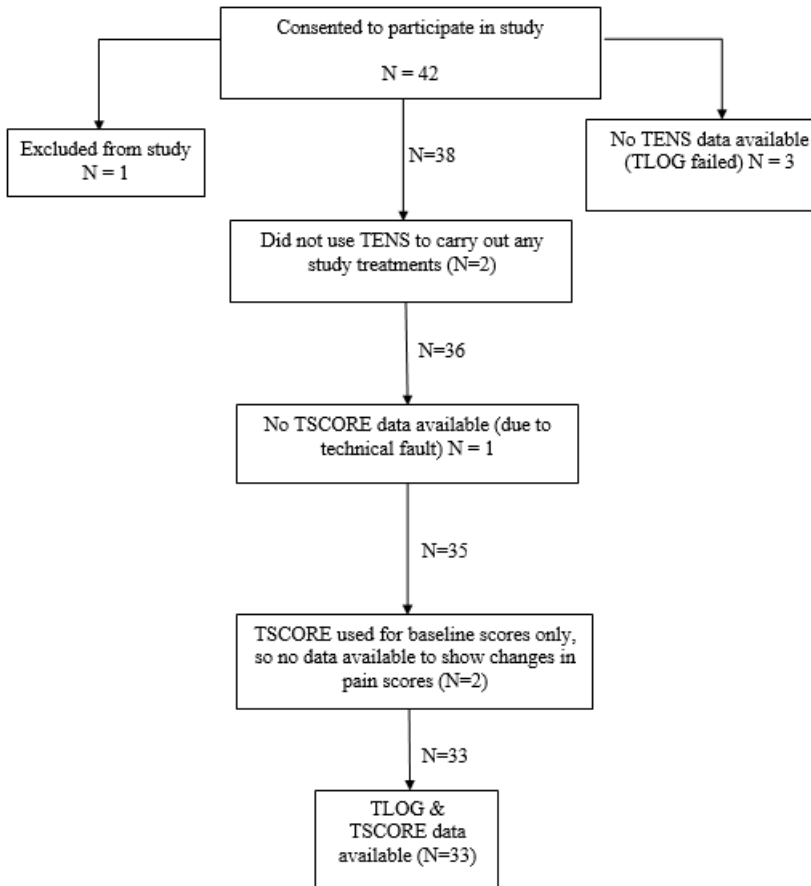 Consented to participate in study
N = 42
Excluded from study
N = 1
No TENS data available
(TLOG failed) N = 3
N=38
Did not use TENS to carry out any
study treatments (N=2)
N=36
No TSCORE data available (due to
technical fault) N = 1
N=35
TSCORE used for baseline scores only,
so no data available to show changes in
pain scores (N=2)
N=33
TLOG &
TSCORE data
available (N=33)